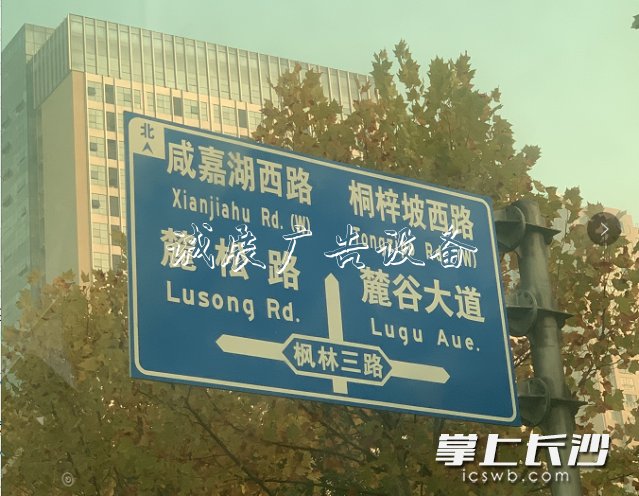 北
咸嘉湖西路
Xianjiahu Rd. (W)
桐梓坡西路
(W)
诚展广告设备
麓松路
Lusong Rd.
麓谷大道
Lugu Aue.
枫林三路
掌上长沙
icswb.com